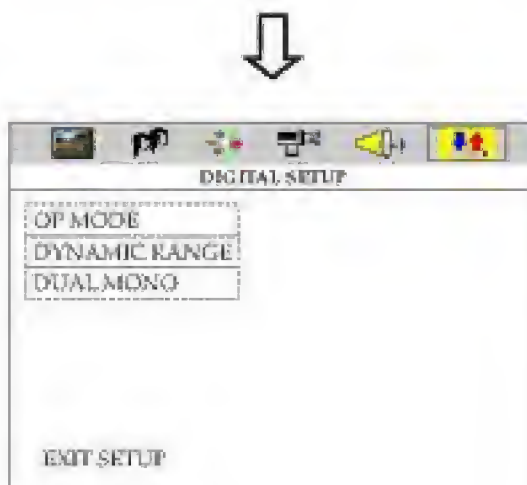 DIGITAL SETUP
OP MODE
DYNAMIC RANGE
DUAL MONO
EXIT SETUP